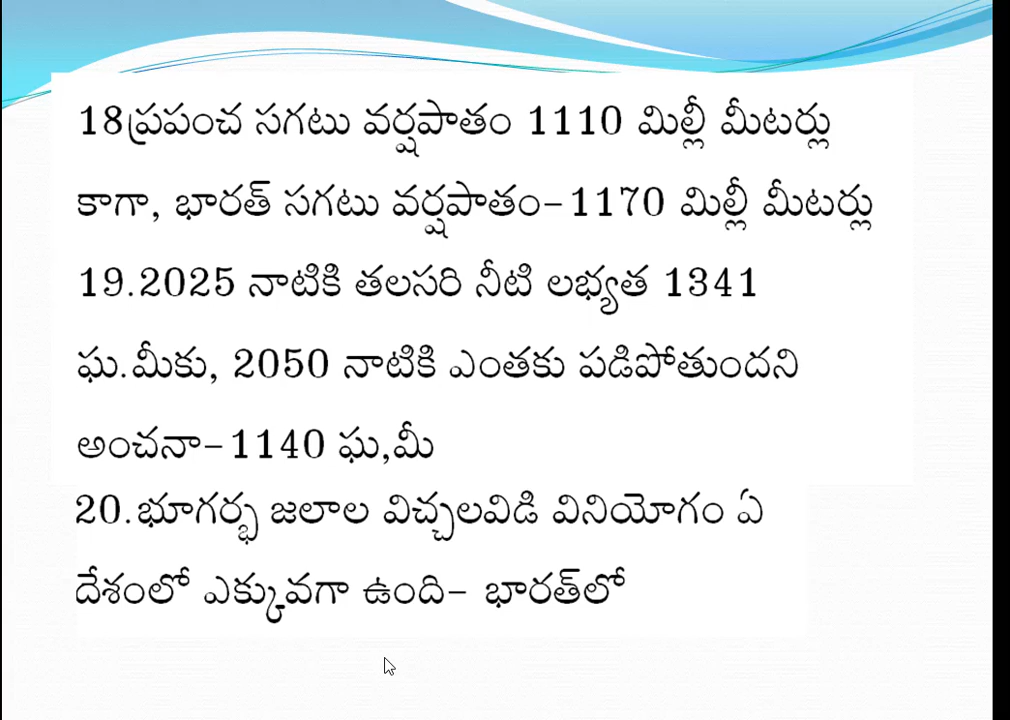 18ప్రపంచ సగటు వర్షపాతం 1110 మిల్లీ మీటర్లు
కాగా, భారత్ సగటు వర్షపాతం-1170 మిల్లీ మీటర్లు
19.2025 నాటికి తలసరి నీటి లభ్యత 1341
ఘ.మీకు, 2050 నాటికి ఎంతకు పడిపోతుందని
అంచనా-1140 ఘ,మీ
20.భూగర్భ జలాల విచ్చలవిడి వినియోగం ఏ
దేశంలో ఎక్కువగా ఉంది- భారత్‌లో